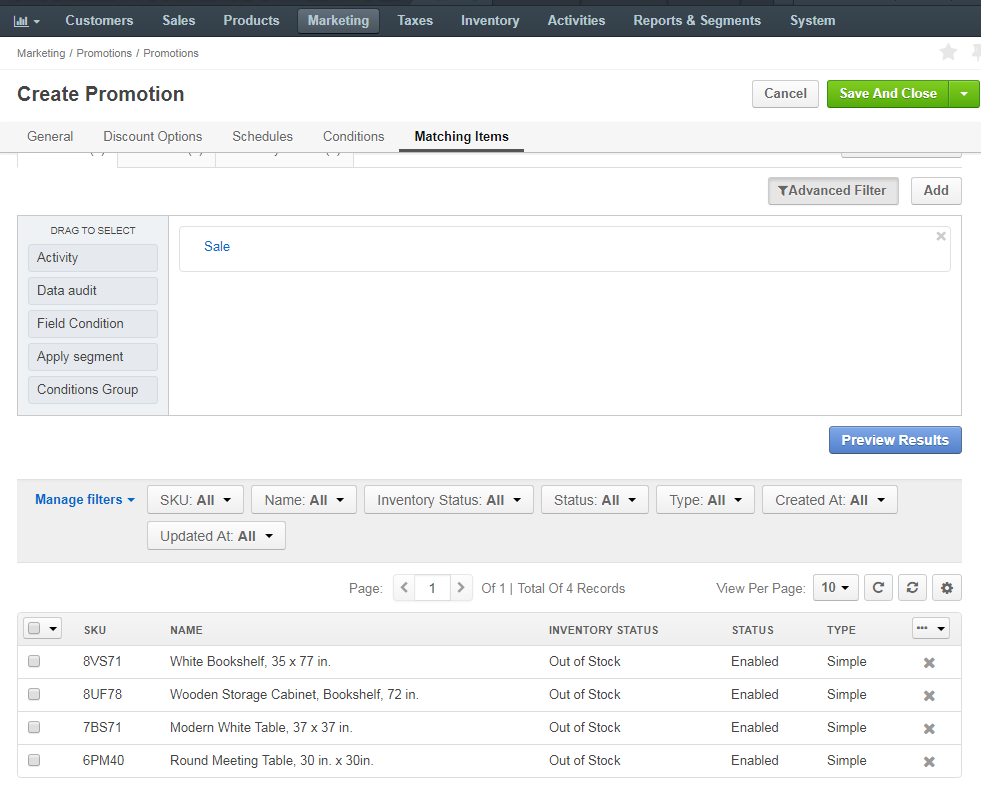 Customers Sales Products Marketing Taxes Inventory Activities Reports & Segments System
Marketing / Promotions / Promotions
Create Promotion
Cancel Save And Close
General Discount Options Schedules Conditions Matching Items
Advanced Filter Add
DRAG TO SELECT
Activity
Data audit
Field Condition
Apply segment
Conditions Group
Sale
Preview Results
Manage filters SKU: All Name: All Inventory Status: All Status: All Type: All Created At: All
Updated At: All
Page: 1 Of 1 | Total Of 4 Records View Per Page: 10
SKU NAME INVENTORY STATUS STATUS TYPE
8VS71 White Bookshelf, 35 x 77 in. Out of Stock Enabled Simple
8UF78 Wooden Storage Cabinet, Bookshelf, 72 in. Out of Stock Enabled Simple
7BS71 Modern White Table, 37 x 37 in. Out of Stock Enabled Simple
6PM40 Round Meeting Table, 30 in. x 30in. Out of Stock Enabled Simple